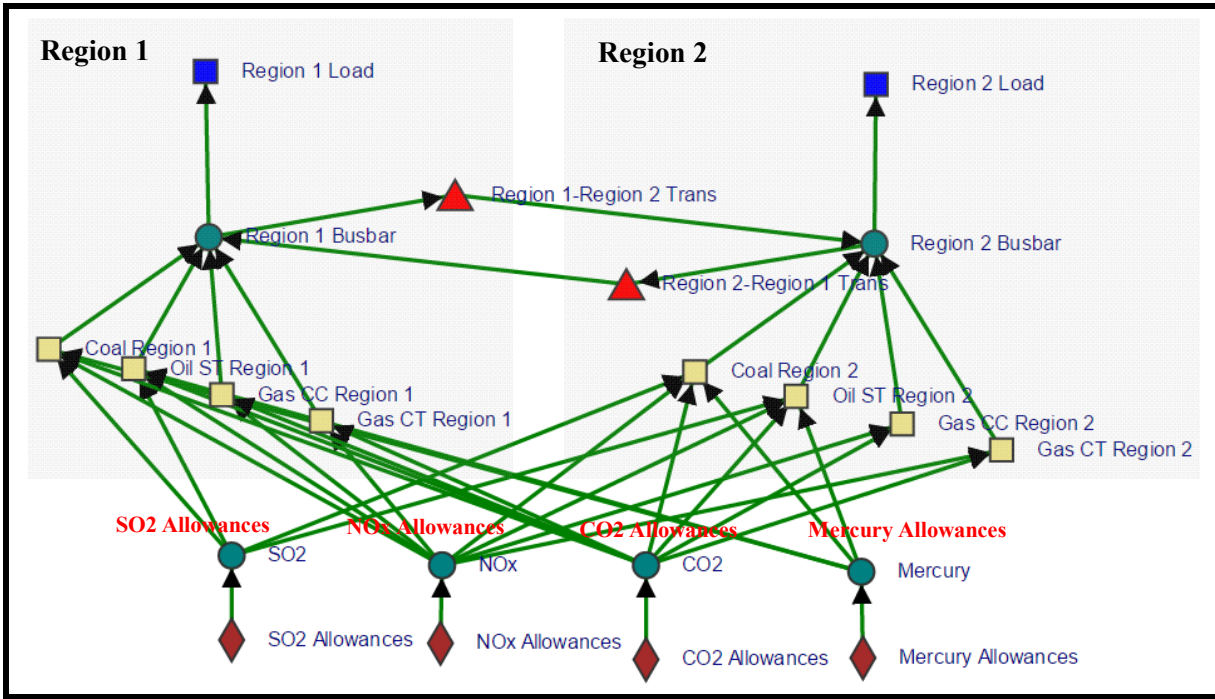 Region 1
Region 2
Region 1 Load
Region 2 Load
Region 1-Region 2 Trans
Region 1 Busbar
Region 2 Busbar
Region 2-Region 1 Trans
Coal Region 1
Oil ST Region 1
Gas CC Region 1
Gas CT Region 1
Coal Region 2
Oil ST Region 2
Gas CC Region 2
Gas CT Region 2
SO2 Allowances
NOx Allowances
CO2 Allowances
Mercury Allowances
SO2
NOx
CO2
Mercury
SO2 Allowances
NOx Allowances
CO2 Allowances
Mercury Allowances